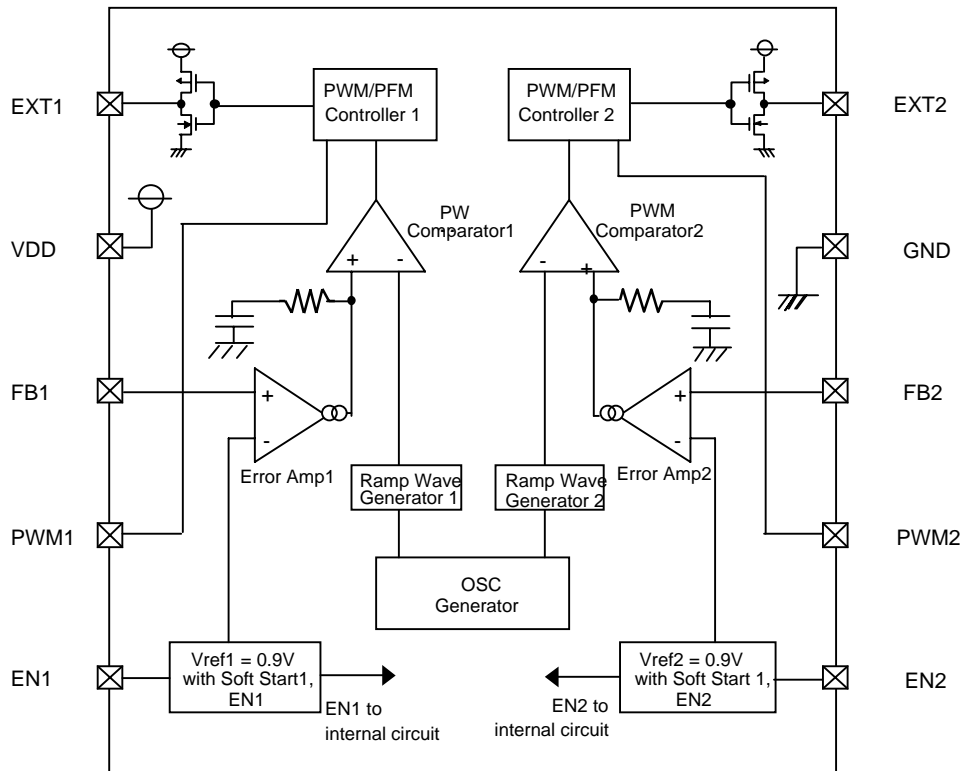 EXT1
PWM/PFM
Controller 1
PWM/PFM
Controller 2
EXT2
VDD
PW
Comparator1
+
-
PWM
Comparator2
-
+
GND
FB1
+
-
Error Amp1
+
-
Error Amp2
FB2
Ramp Wave
Generator 1
Ramp Wave
Generator 2
PWM1
PWM2
OSC
Generator
EN1
Vref1 = 0.9V
with Soft Start1,
EN1
EN1 to
internal circuit
EN2 to
internal circuit
Vref2 = 0.9V
with Soft Start 1,
EN2
EN2